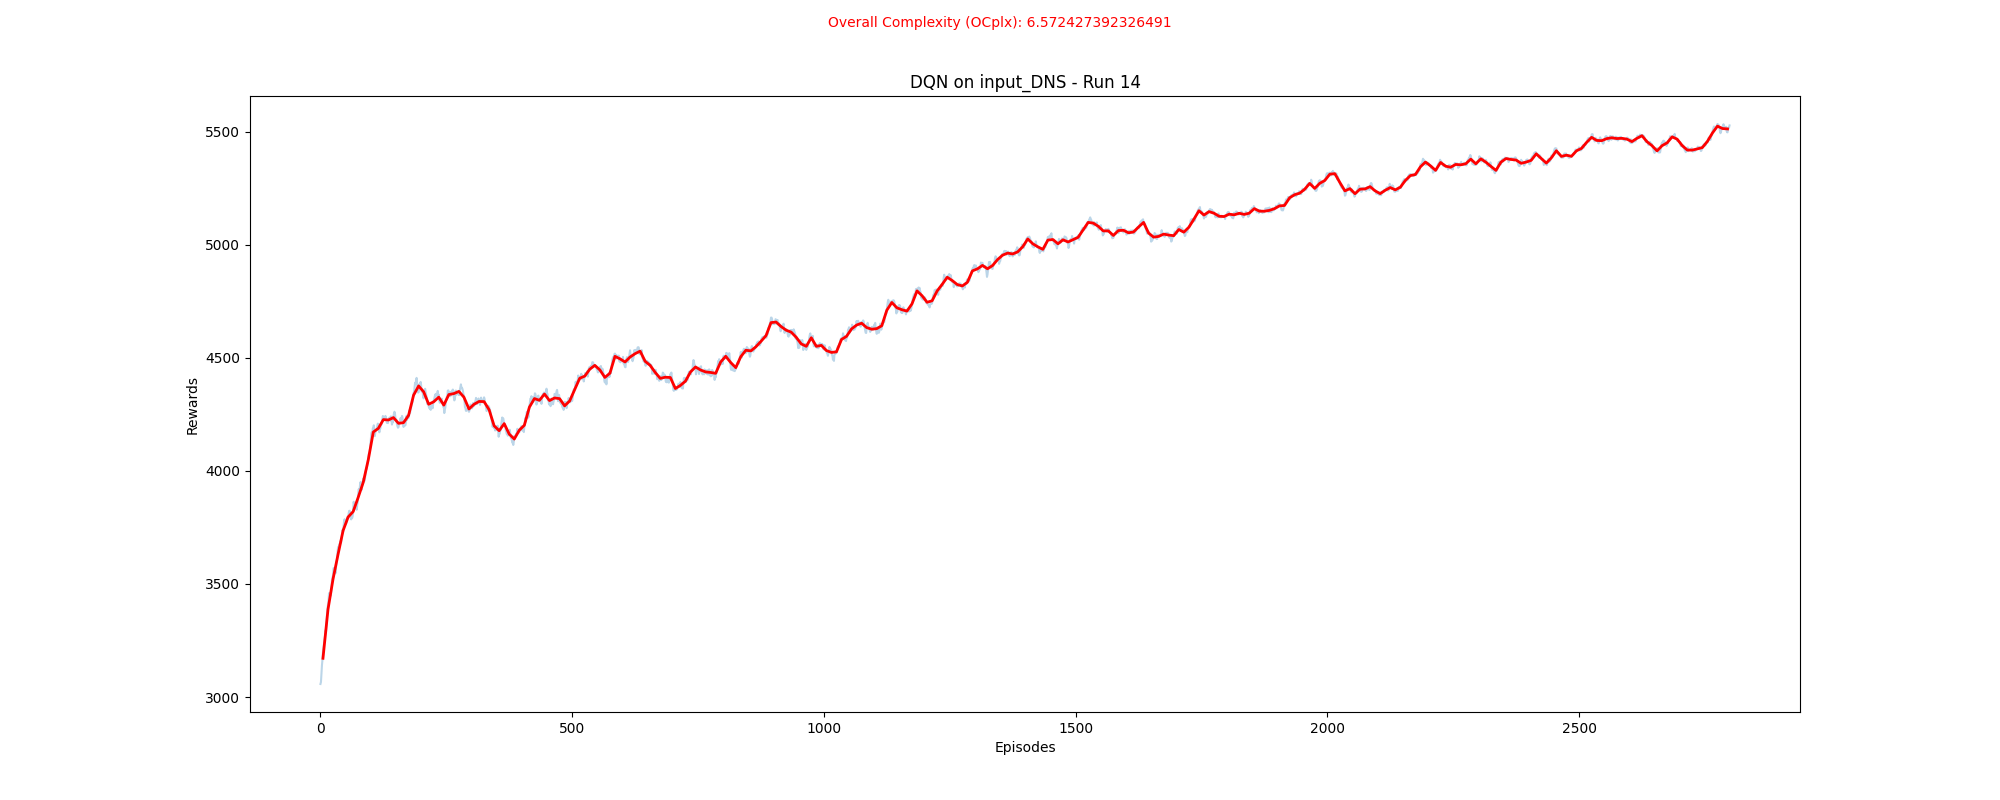 Overall Complexity (OCplx): 6.572427392326491
DQN on input_DNS - Run 14
5500
5000
4500
4000
3500
3000
Rewards
0 500 1000 1500 2000 2500
Episodes